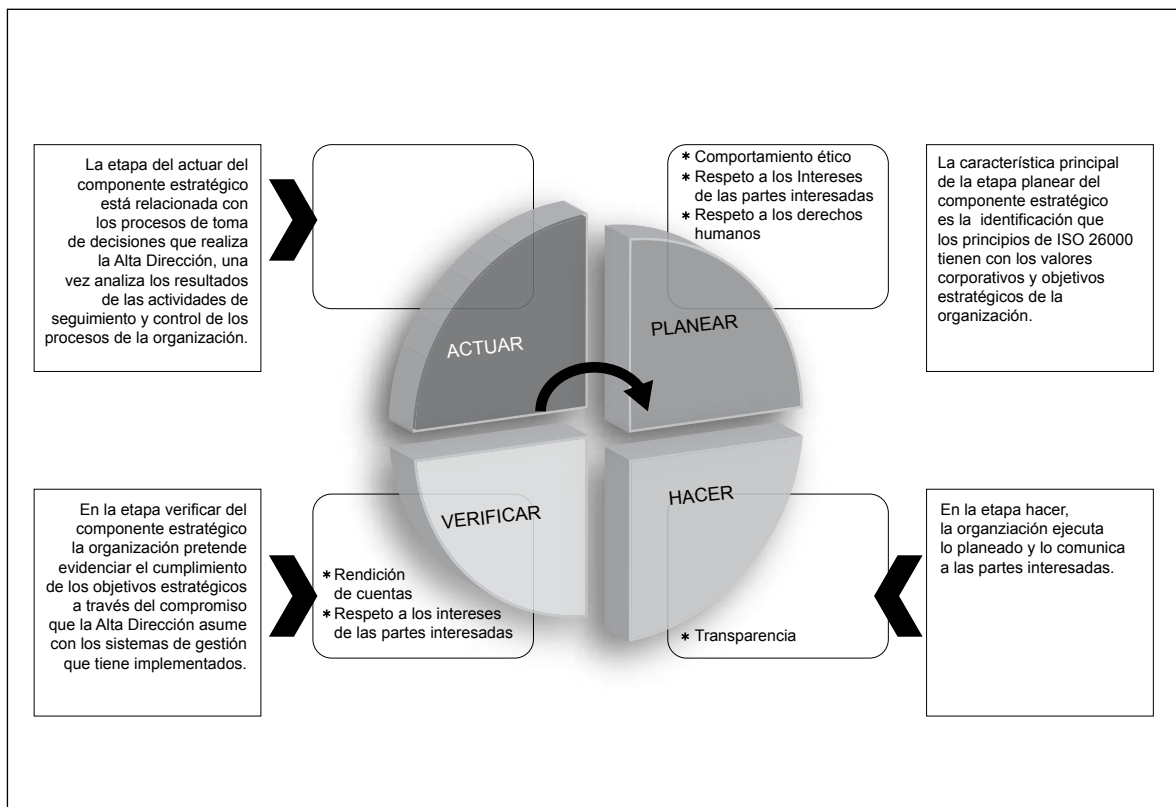 La etapa del actuar del
componente estratégico
está relacionada con
los procesos de toma
de decisiones que realiza
la Alta Dirección, una
vez analiza los resultados
de las actividades de
seguimiento y control de los
procesos de la organización.
ACTUAR
* Comportamiento ético
* Respeto a los Intereses
de las partes interesadas
* Respeto a los derechos
humanos
PLANEAR
La característica principal
de la etapa planear del
componente estratégico
es la identificación que
los principios de ISO 26000
tienen con los valores
corporativos y objetivos
estratégicos de la
organización.
En la etapa verificar del
componente estratégico
la organización pretende
evidenciar el cumplimiento
de los objetivos estratégicos
a través del compromiso
que la Alta Dirección asume
con los sistemas de gestión
que tiene implementados.
VERIFICAR
* Rendición
de cuentas
* Respeto a los intereses
de las partes interesadas
HACER
* Transparencia
En la etapa hacer,
la organziación ejecuta
lo planeado y lo comunica
a las partes interesadas.